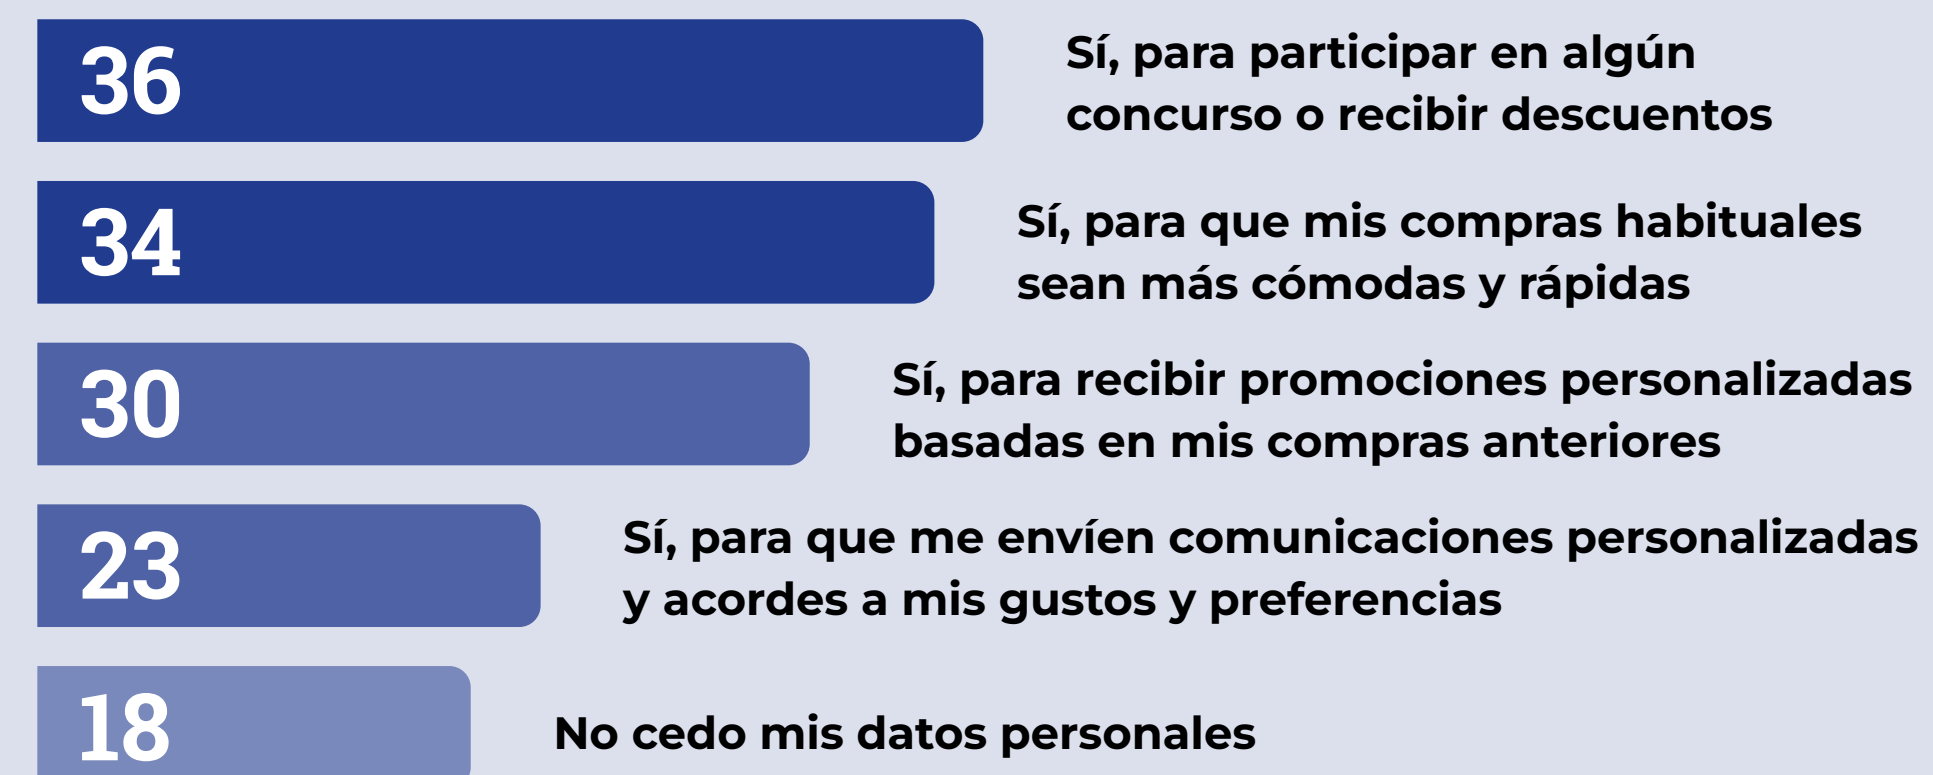 36
Sí, para participar en algún
concurso o recibir descuentos
34
Sí, para que mis compras habituales
sean más cómodas y rápidas
30
Sí, para recibir promociones personalizadas
basadas en mis compras anteriores
23
Sí, para que me envíen comunicaciones personalizadas
y acordes a mis gustos y preferencias
18
No cedo mis datos personales